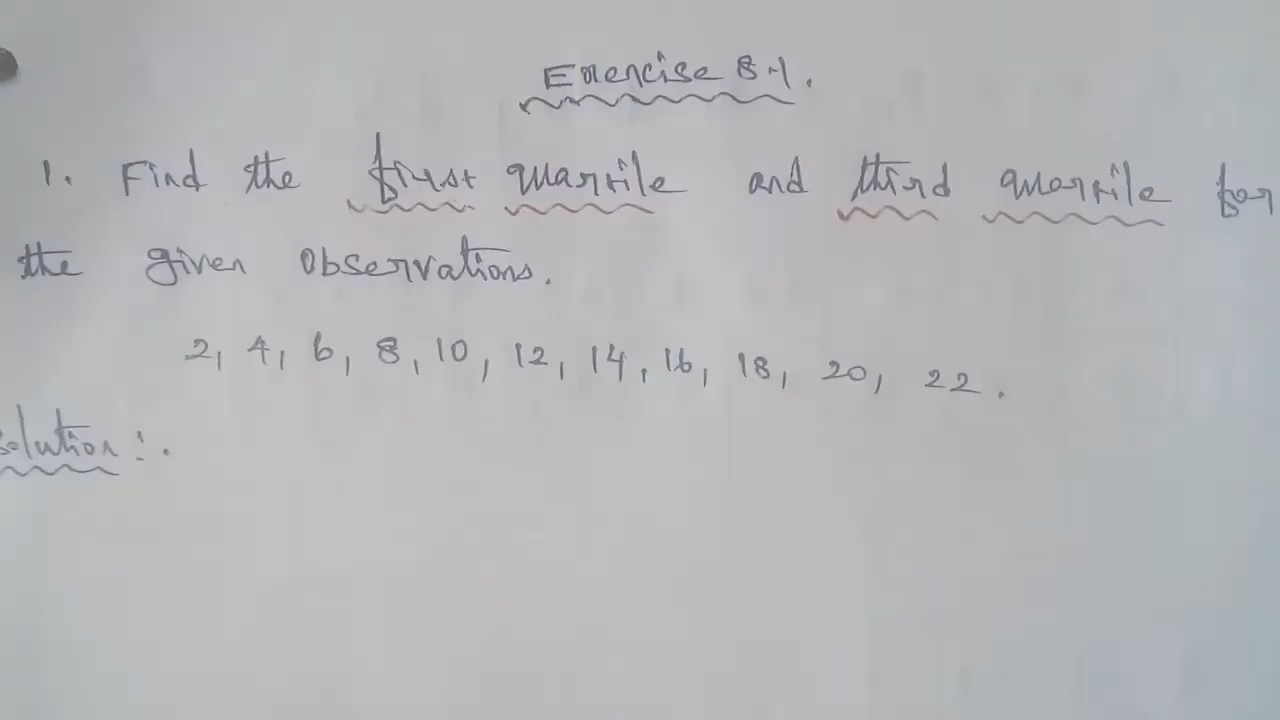 Exercise 8.1.
1. Find the first quartile and third quartile for
the given observations.
2, 4, 6, 8, 10, 12, 14, 16, 18, 20, 22.
solution :.